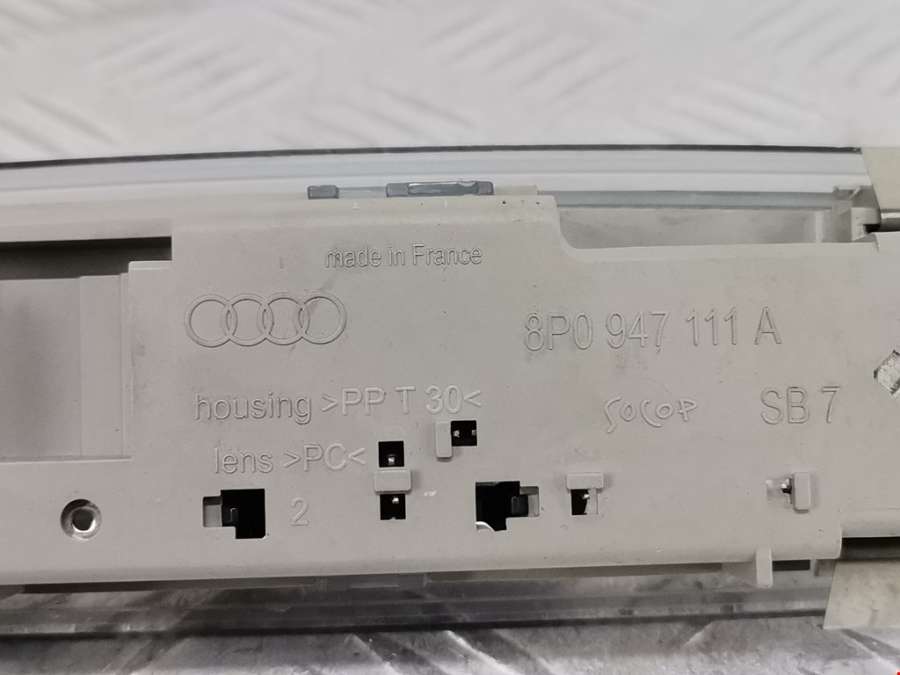 made in France
8P0 947 111 A
housing >PP T 30<
SOCOP
SB 7
lens >PC<
2